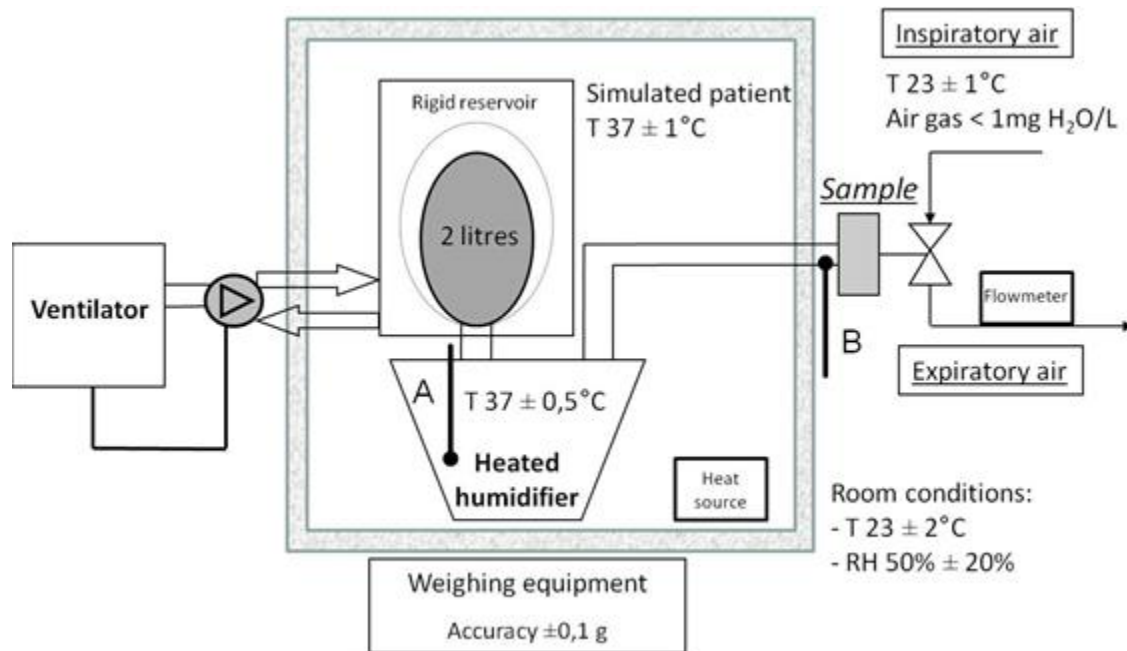 Inspiratory air
T 23 ± 1°C
Air gas < 1mg H₂O/L
Rigid reservoir
Simulated patient
T 37 ± 1°C
Sample
2 litres
Ventilator
Flowmeter
B
Expiratory air
A
T 37 ± 0,5°C
Heated
humidifier
Heat
source
Room conditions:
- T 23 ± 2°C
- RH 50% ± 20%
Weighing equipment
Accuracy ±0,1 g